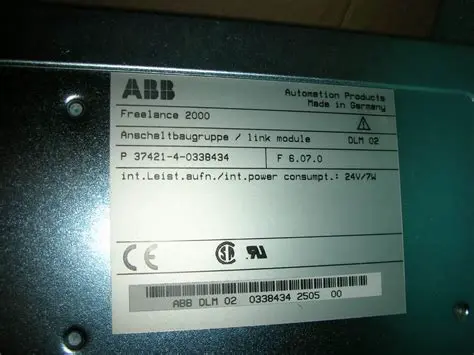 ABB
Automation Products
Made in Germany
Freelance 2000
Anschaltbaugruppe / link module DLM 02
P 37421-4-0338434 F 6.07.0
int.Leist.aufn./int.power consumpt.: 24V/7W
ABB DLM 02 0338434 2505 00